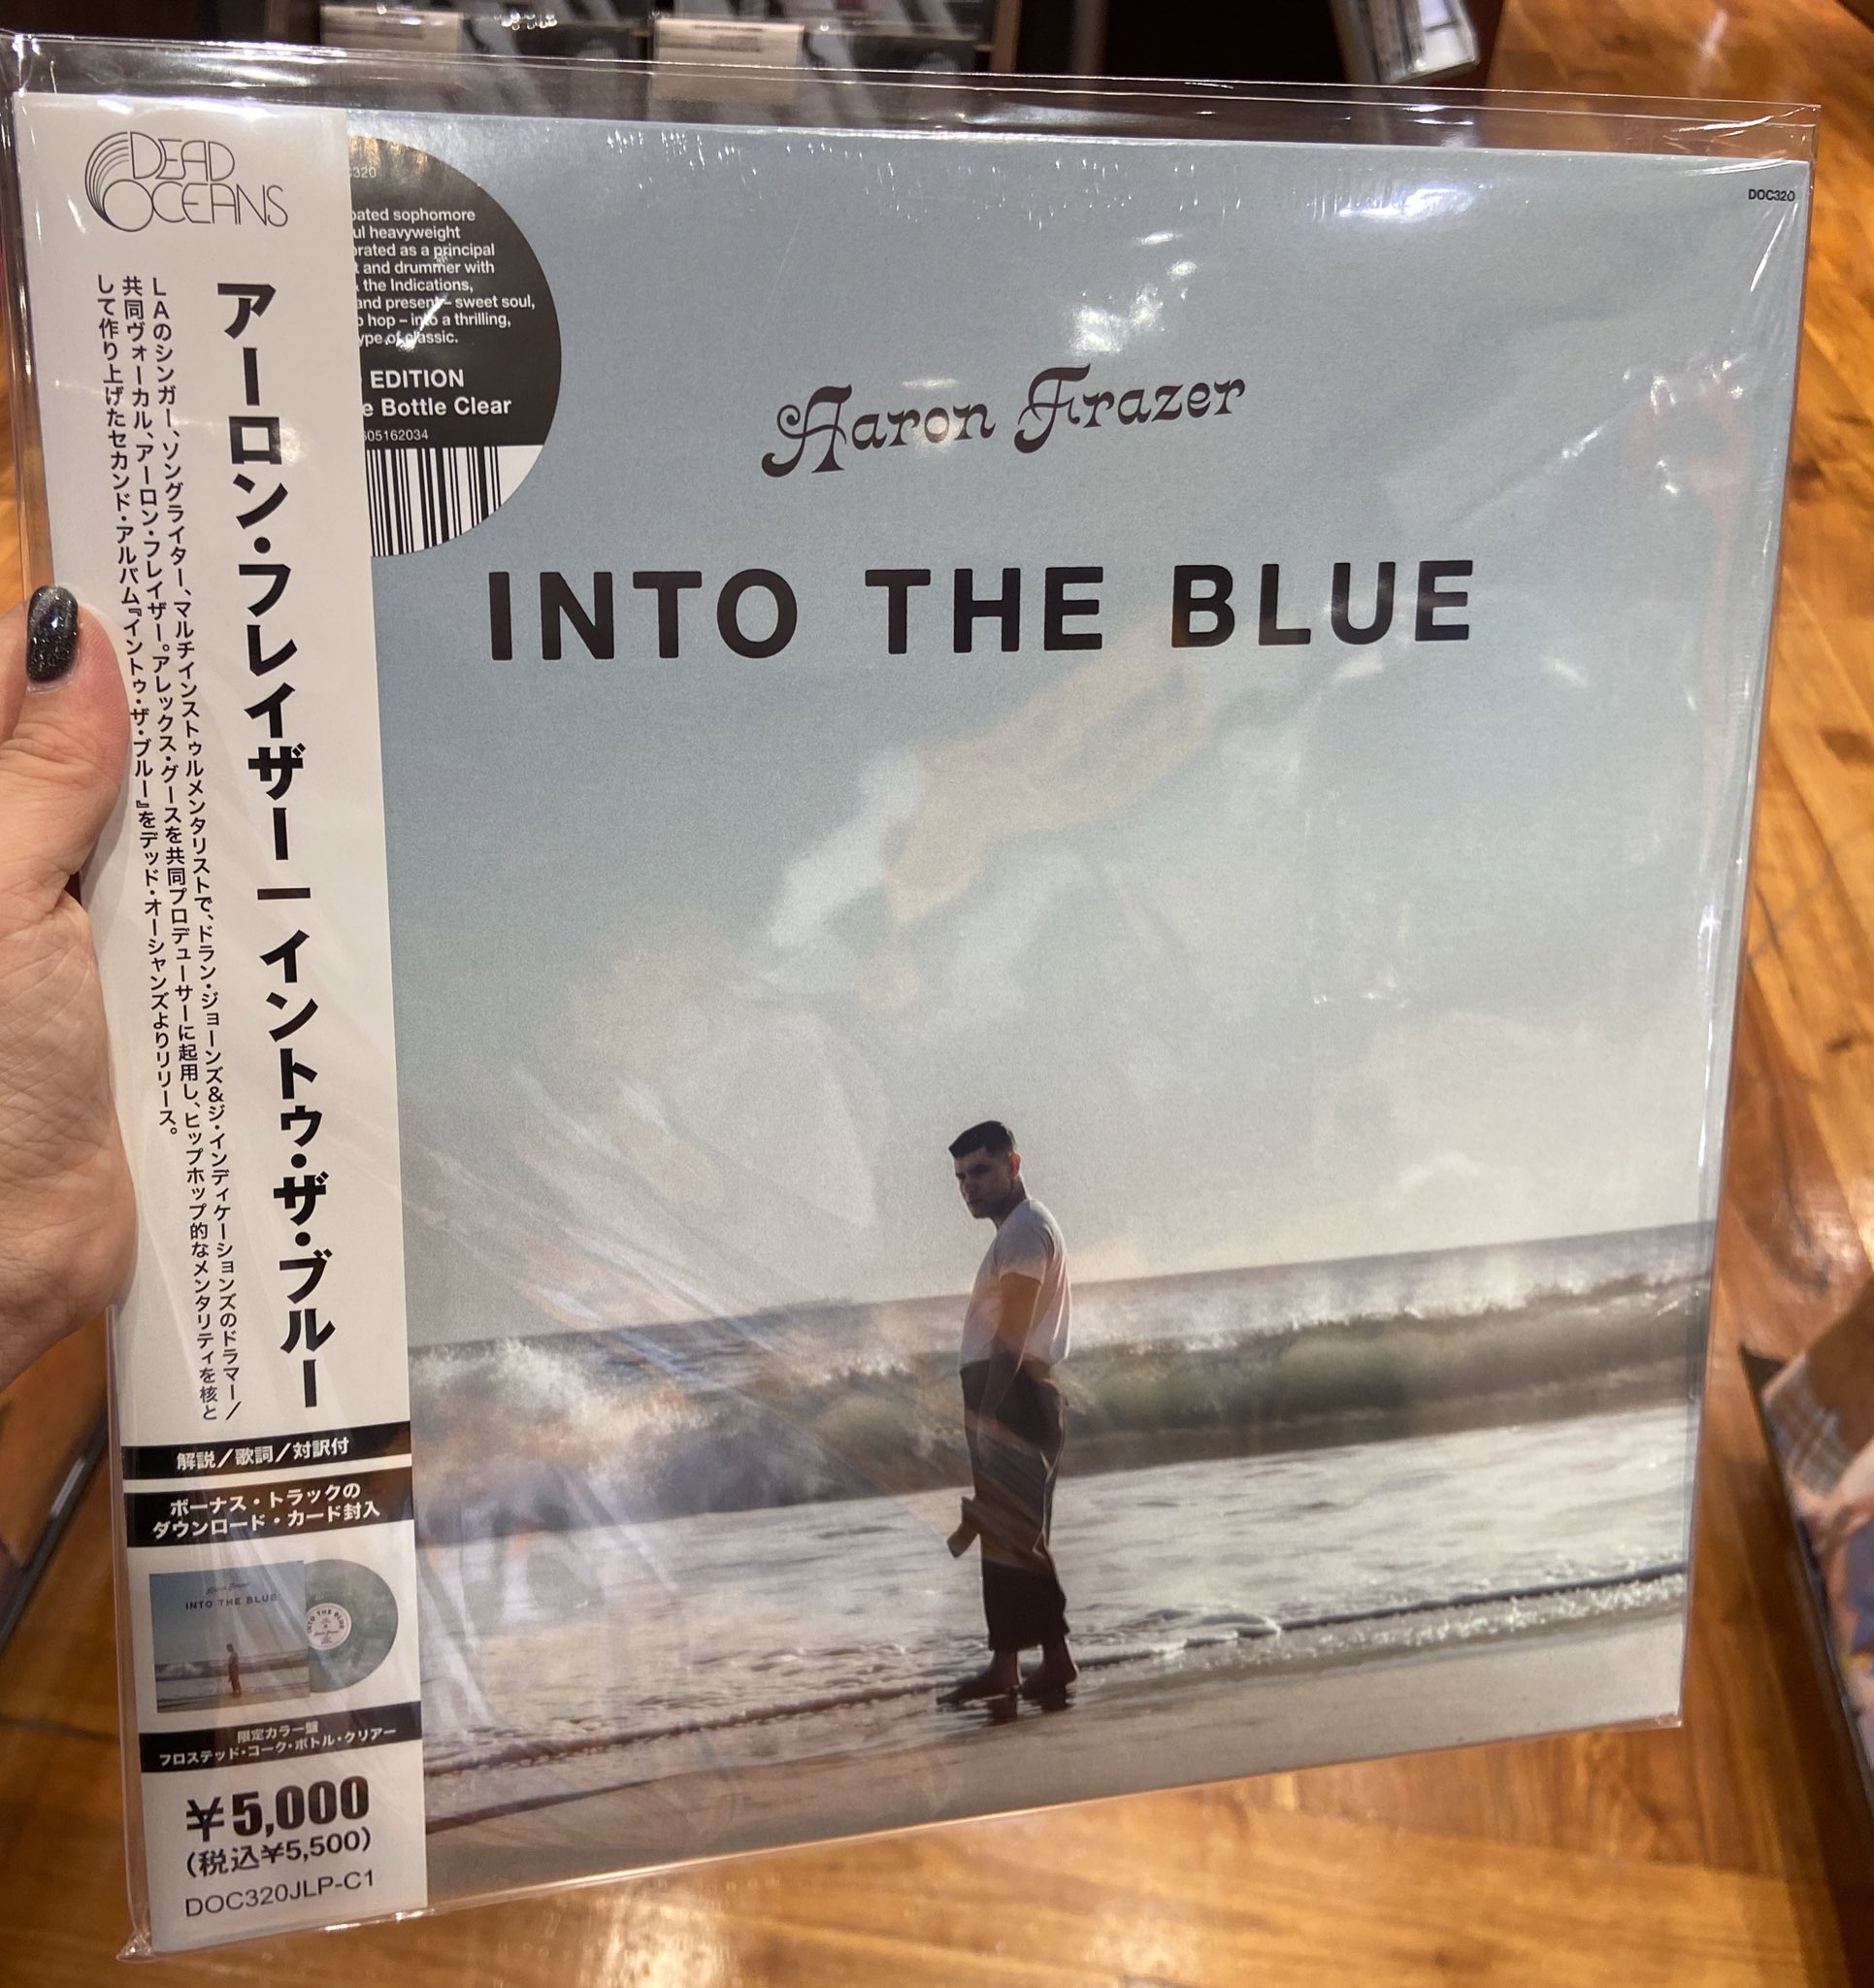 DEAD
OCEANS
アーロン・フレイザー — イントゥ・ザ・ブルー
LAのシンガー、ソングライター、マルチインストゥルメンタリストで、ドラン・ジョーンズ&ジ・インディケーションズのドラマー/
共同ヴォーカル、アーロン・フレイザー。アレックス・グースを共同プロデューサーに起用し、ヒップホップ的なメンタリティを核と
して作り上げたセカンド・アルバム『イントゥ・ザ・ブルー』をデッド・オーシャンズよりリリース。
解説/歌詞/対訳付
ボーナス・トラックの
ダウンロード・カード封入
INTO THE BLUE
限定カラー盤
フロステッド・コーク・ボトル・クリアー
¥5,000
(税込¥5,500)
DOC320JLP-C1
320
sophomore
heavyweight
as a principal
and drummer with
the Indications,
and present – sweet soul,
hop – into a thrilling,
of classic.
EDITION
Bottle Clear
605162034
DOC320
Aaron Frazer
INTO THE BLUE